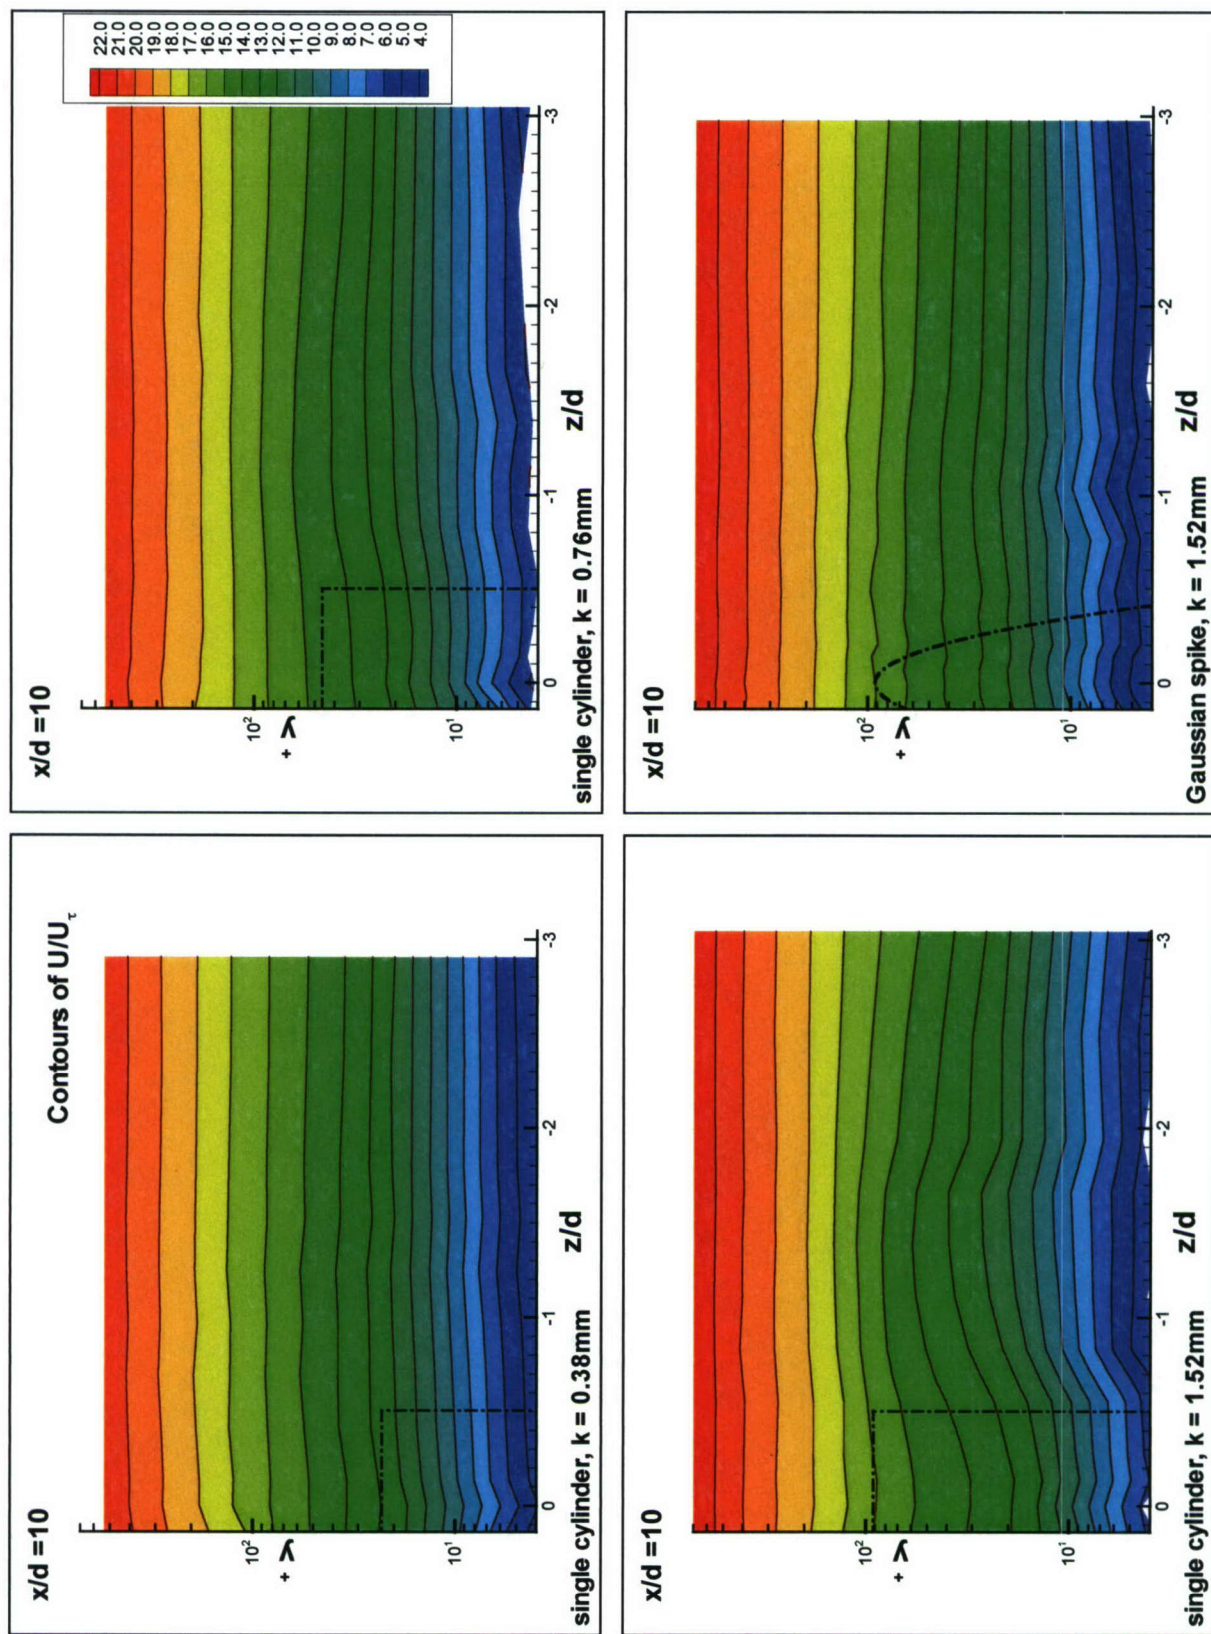 Contours of U/Uτ
x/d =10
10²
10¹
y+
0
-1
-2
-3
z/d
single cylinder, k = 0.38mm
x/d =10
22.0
21.0
20.0
19.0
18.0
17.0
16.0
15.0
14.0
13.0
12.0
11.0
10.0
9.0
8.0
7.0
6.0
5.0
4.0
10²
10¹
y+
0
-1
-2
-3
z/d
single cylinder, k = 0.76mm
x/d =10
10²
10¹
y+
0
-1
-2
-3
z/d
single cylinder, k = 1.52mm
x/d =10
10²
10¹
y+
0
-1
-2
-3
z/d
Gaussian spike, k = 1.52mm